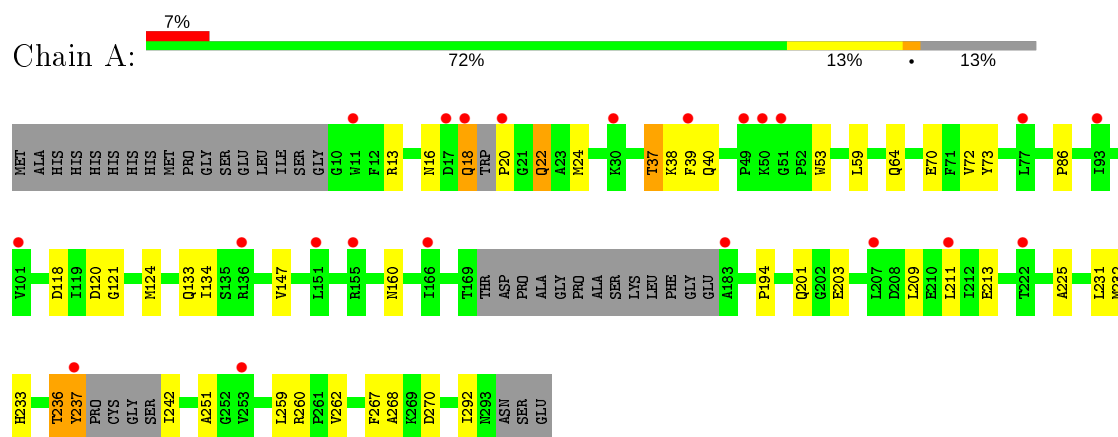 7%
Chain A:
72% 13% • 13%
MET ALA HIS HIS HIS HIS HIS HIS MET PRO GLY SER GLU LEU ILE SER GLY G10 W11 F12 R13 N16 D17 Q18 TRP P20 G21 Q22 A23 M24 K30 T37 K38 F39 Q40 P49 K50 G51 P52 W53 L59 Q64 E70 F71 V72 Y73 L77 P86 I93
V101 D118 I119 D120 G121 M124 Q133 I134 S135 R136 V147 L151 R155 N160 I166 T169 THR ASP PRO ALA GLY PRO ALA SER LYS LEU PHE GLY GLU A183 P194 Q201 G202 E203 L207 D208 L209 E210 L211 I212 E213 T222 A225 L231 M232
H233 T236 Y237 PRO CYS GLY SER I242 A251 G252 V253 L259 R260 P261 V262 F267 A268 K269 D270 I292 N293 ASN SER GLU